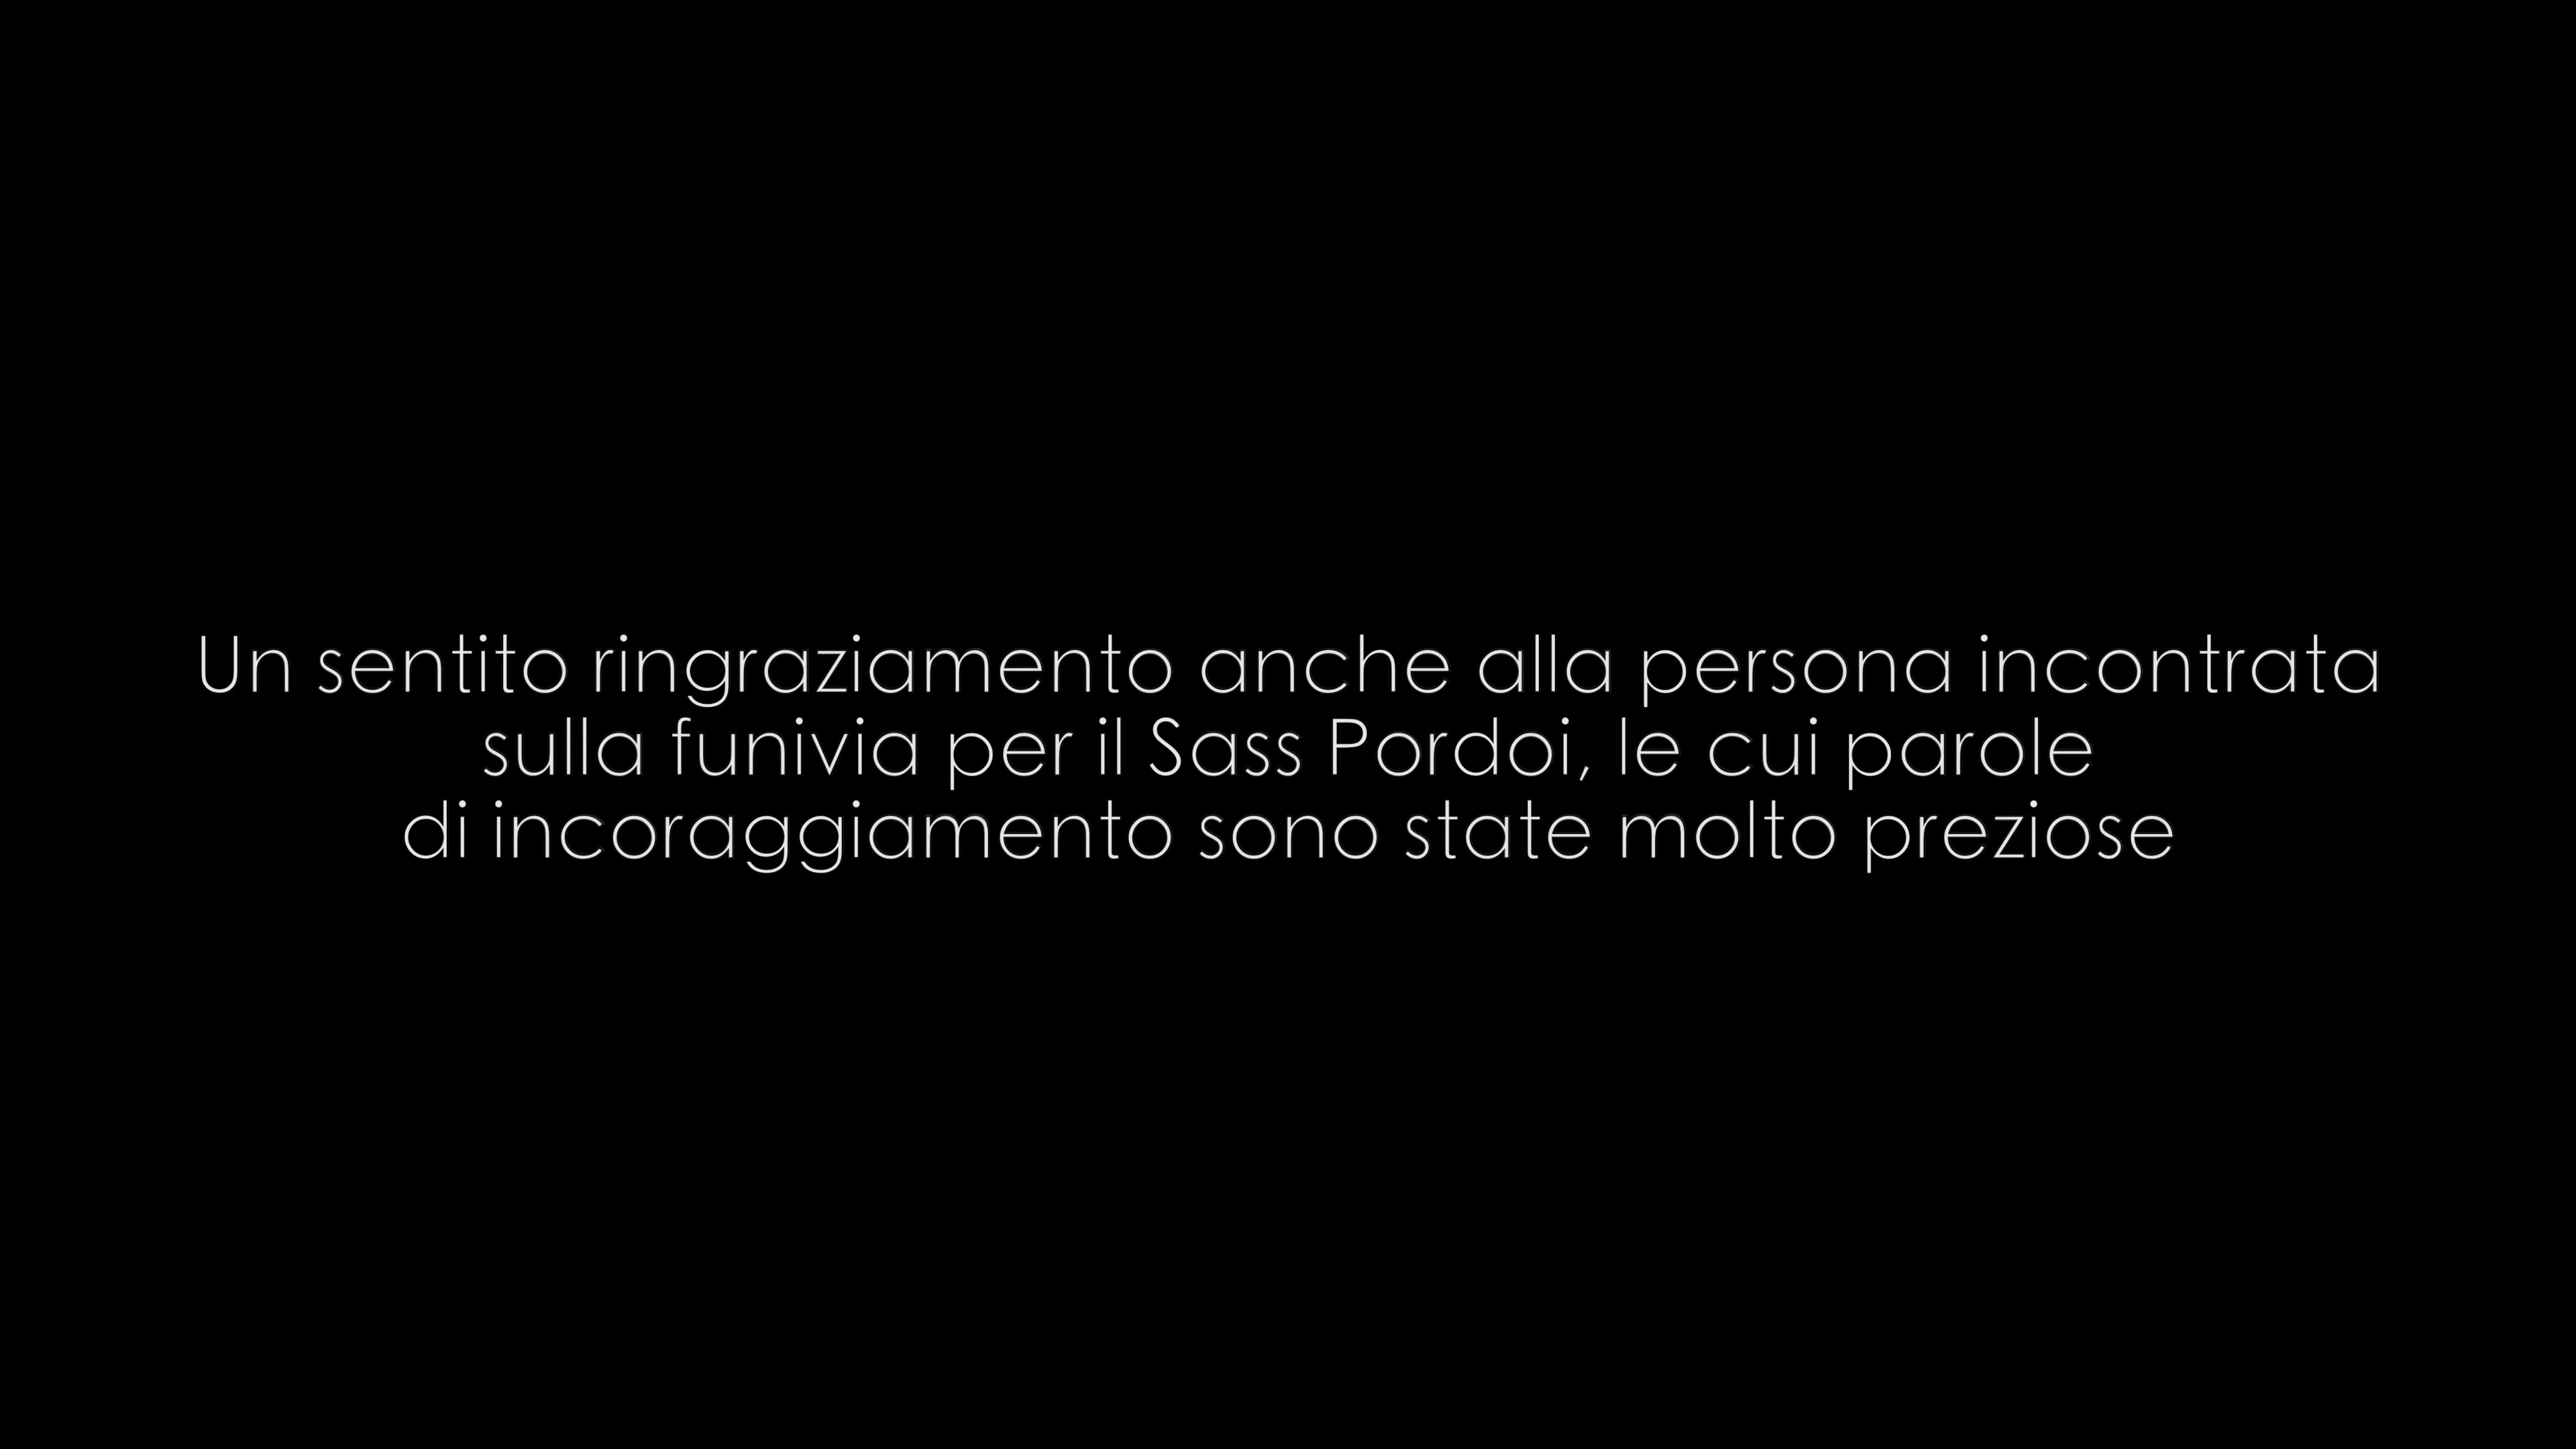 Un sentito ringraziamento anche alla persona incontrata
sulla funivia per il Sass Pordoi, le cui parole
di incoraggiamento sono state molto preziose